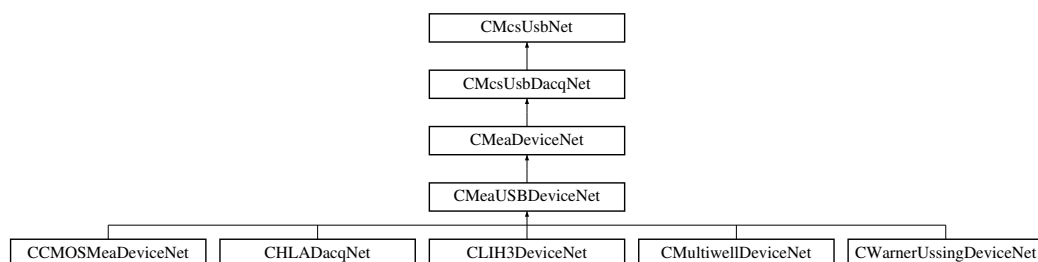 CMcsUsbNet
CMcsUsbDacqNet
CMeaDeviceNet
CMeaUSBDeviceNet
CCMOSMeaDeviceNet CHLADacqNet CLIH3DeviceNet CMultiwellDeviceNet CWarnerUssingDeviceNet